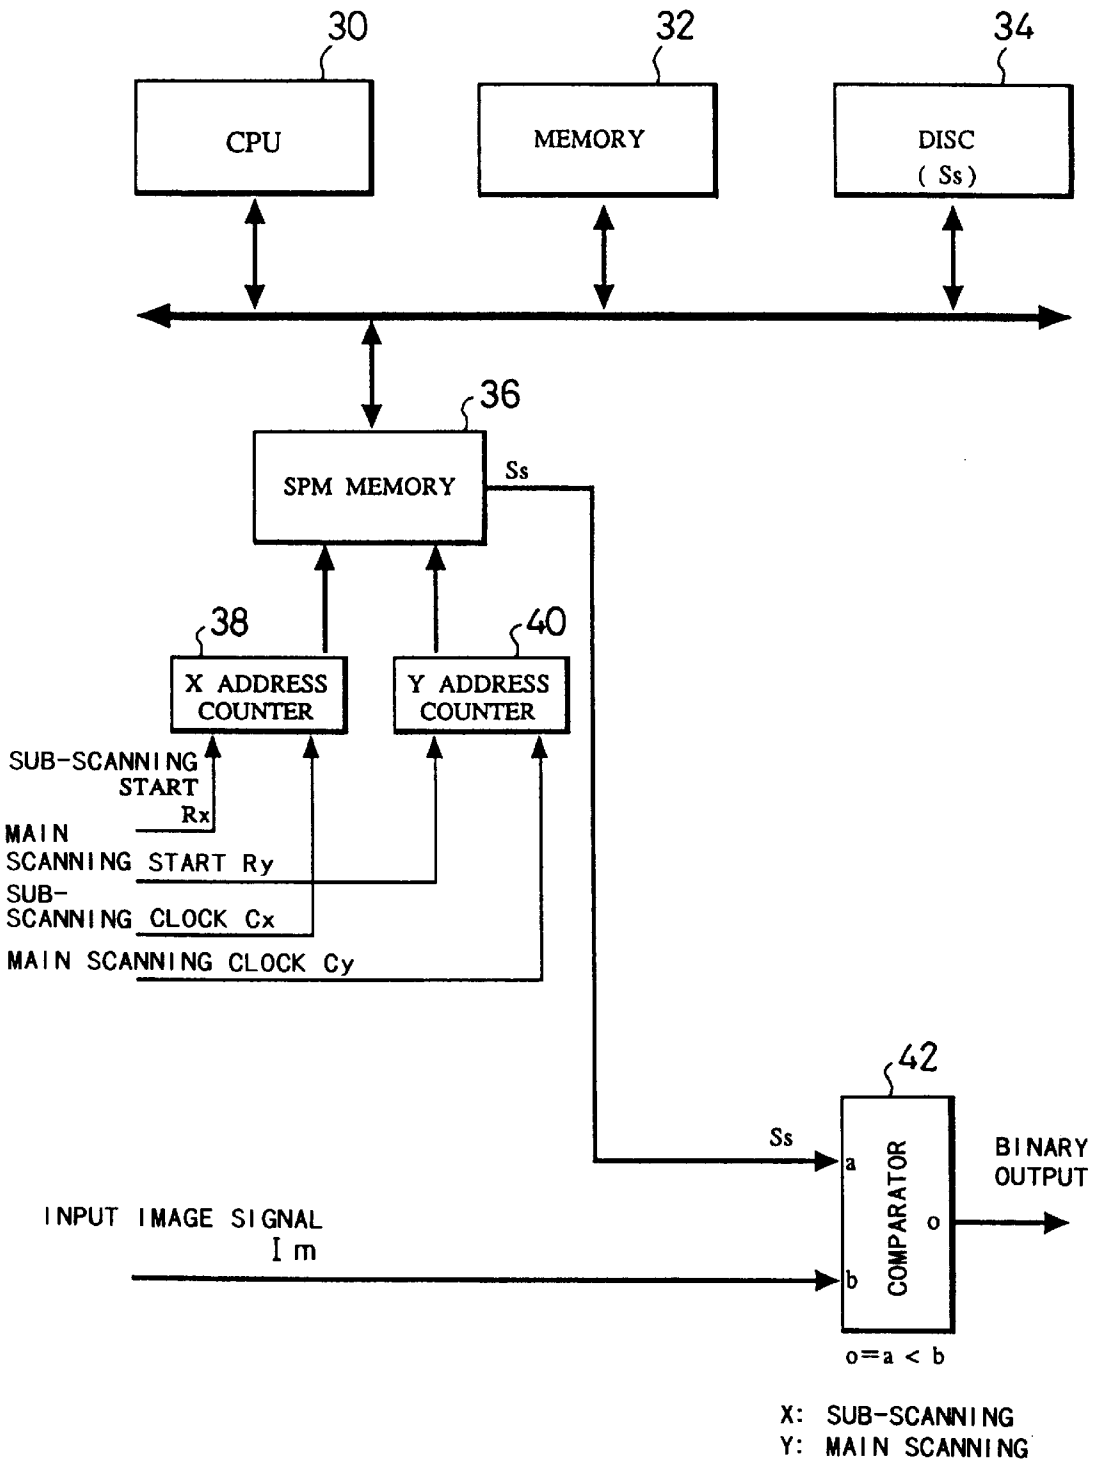 30
32
34
CPU
MEMORY
DISC
(Ss)
36
SPM MEMORY
Ss
38
40
X ADDRESS
COUNTER
Y ADDRESS
COUNTER
SUB-SCANNING
START
Rx
MAIN
SCANNING START Ry
SUB-
SCANNING CLOCK Cx
MAIN SCANNING CLOCK Cy
42
Ss
a
COMPARATOR
o
b
BINARY
OUTPUT
INPUT IMAGE SIGNAL
Im
o=a < b
X: SUB-SCANNING
Y: MAIN SCANNING